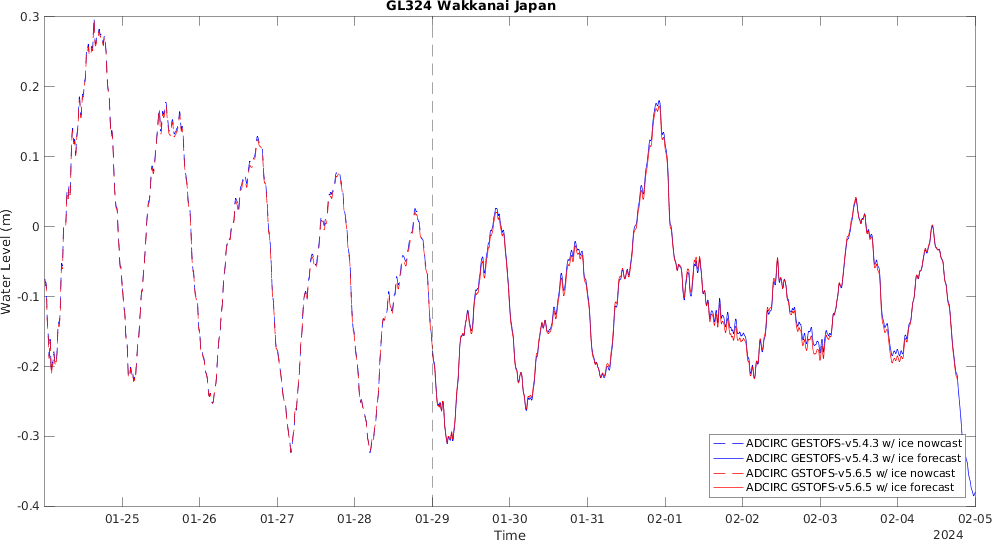 GL324 Wakkanai Japan
0.3
0.2
0.1
0
-0.1
-0.2
-0.3
-0.4
Water Level (m)
ADCIRC GESTOFS-v5.4.3 w/ ice nowcast
ADCIRC GESTOFS-v5.4.3 w/ ice forecast
ADCIRC GSTOFS-v5.6.5 w/ ice nowcast
ADCIRC GSTOFS-v5.6.5 w/ ice forecast
01-25 01-26 01-27 01-28 01-29 01-30 01-31 02-01 02-02 02-03 02-04 02-05
Time
2024